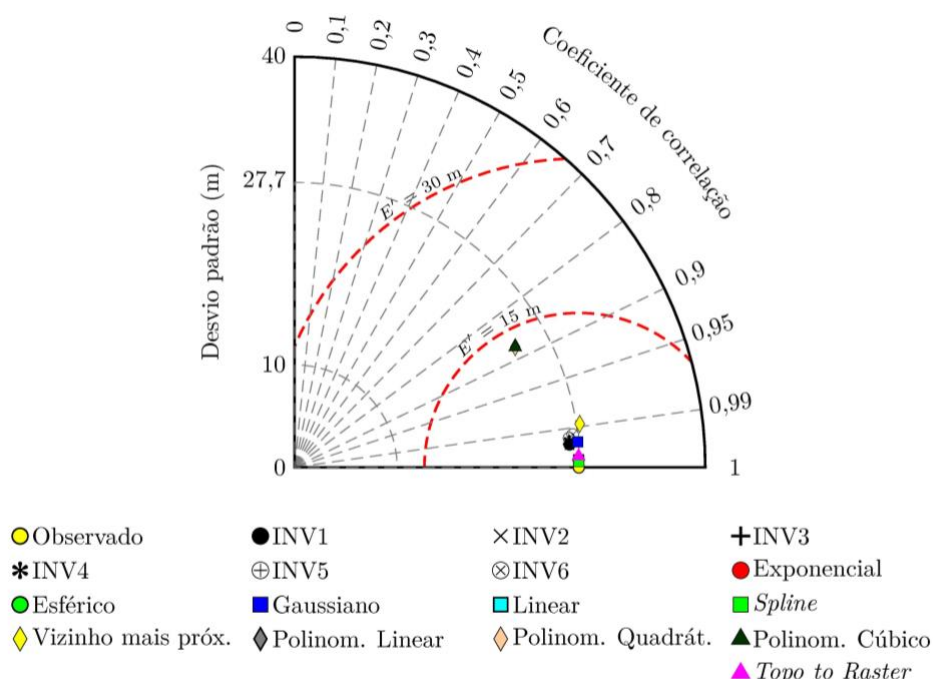 Coeficiente de correlação
0
0,1
0,2
0,3
0,4
0,5
0,6
0,7
0,8
0,9
0,95
0,99
1
Desvio padrão (m)
40
27,7
10
0
30 m
= 15 m
Observado
INV1
INV2
INV3
INV4
INV5
INV6
Exponencial
Esférico
Gaussiano
Linear
Spline
Vizinho mais próx.
Polinom. Linear
Polinom. Quadrát.
Polinom. Cúbico
Topo to Raster